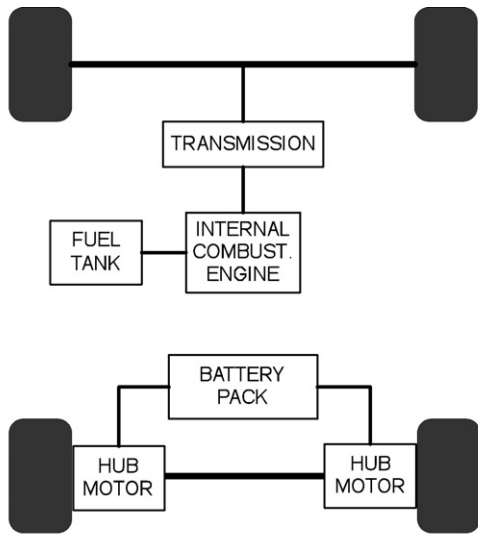 TRANSMISSION
FUEL
TANK
INTERNAL
COMBUST.
ENGINE
BATTERY
PACK
HUB
MOTOR
HUB
MOTOR